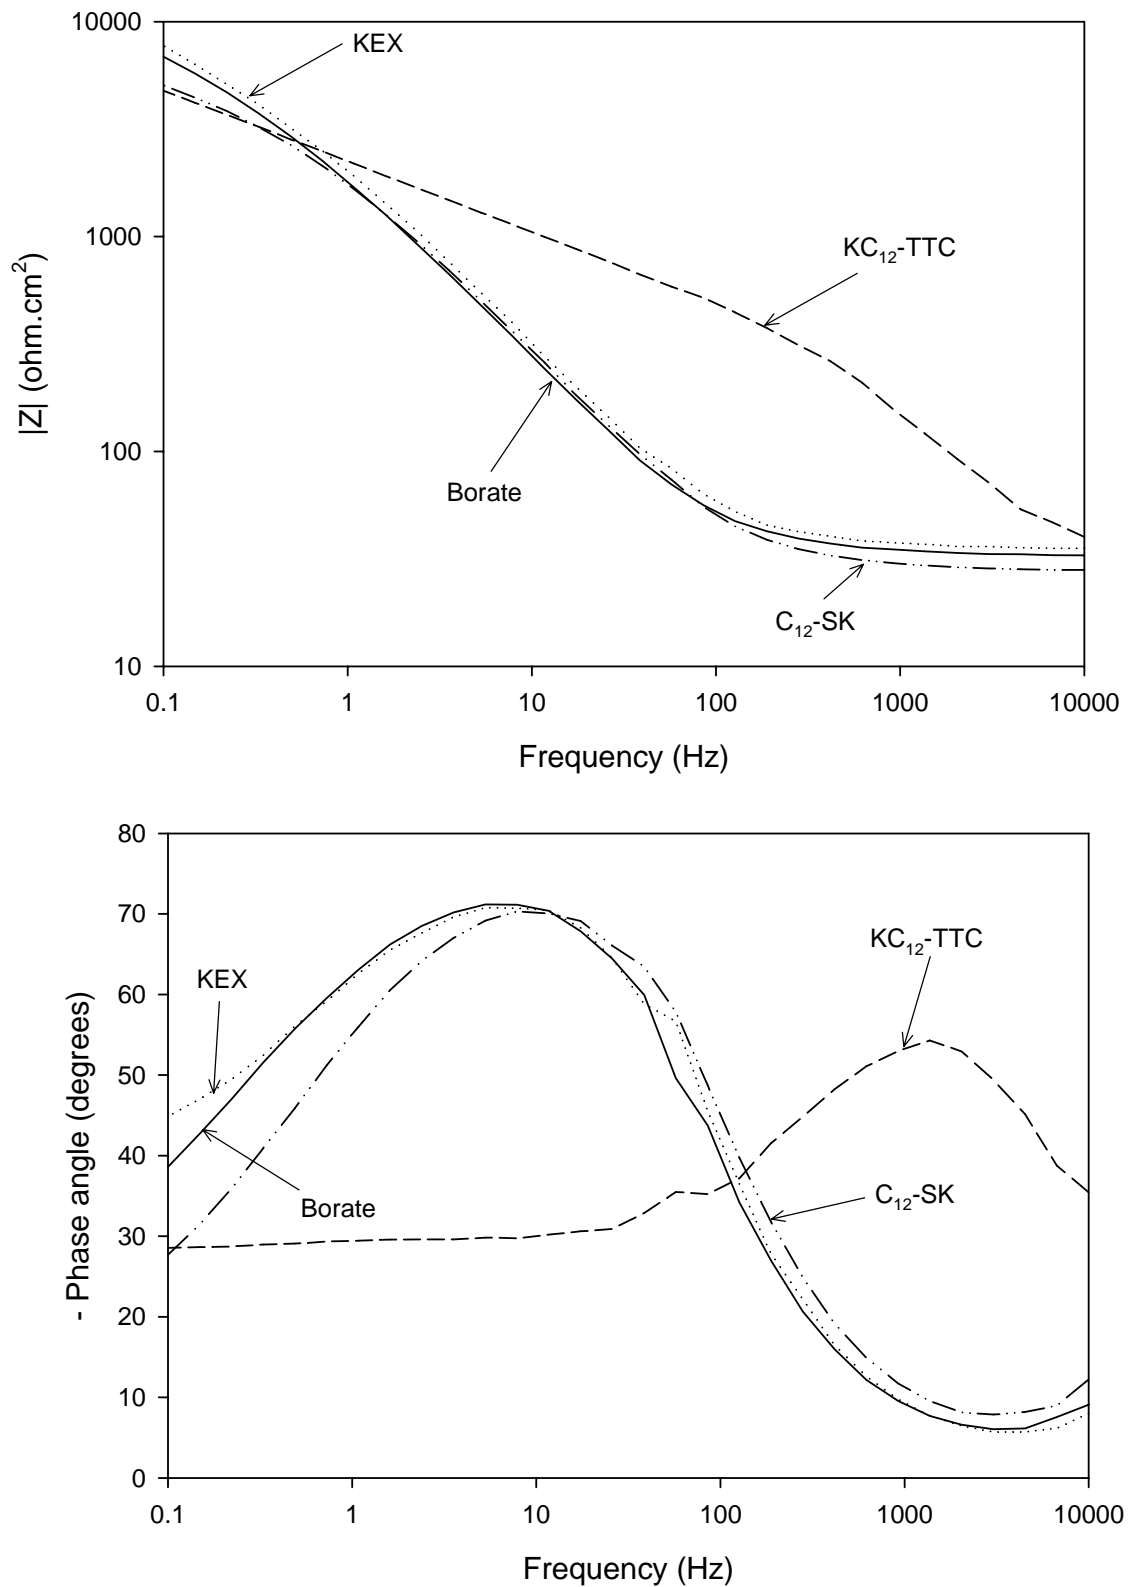 10000
KEX
1000
KC₁₂-TTC
|Z| (ohm.cm²)
100
Borate
C₁₂-SK
10
0.1 1 10 100 1000 10000
Frequency (Hz)
80
70
KC₁₂-TTC
KEX
60
50
- Phase angle (degrees)
40
C₁₂-SK
Borate
30
20
10
0
0.1 1 10 100 1000 10000
Frequency (Hz)